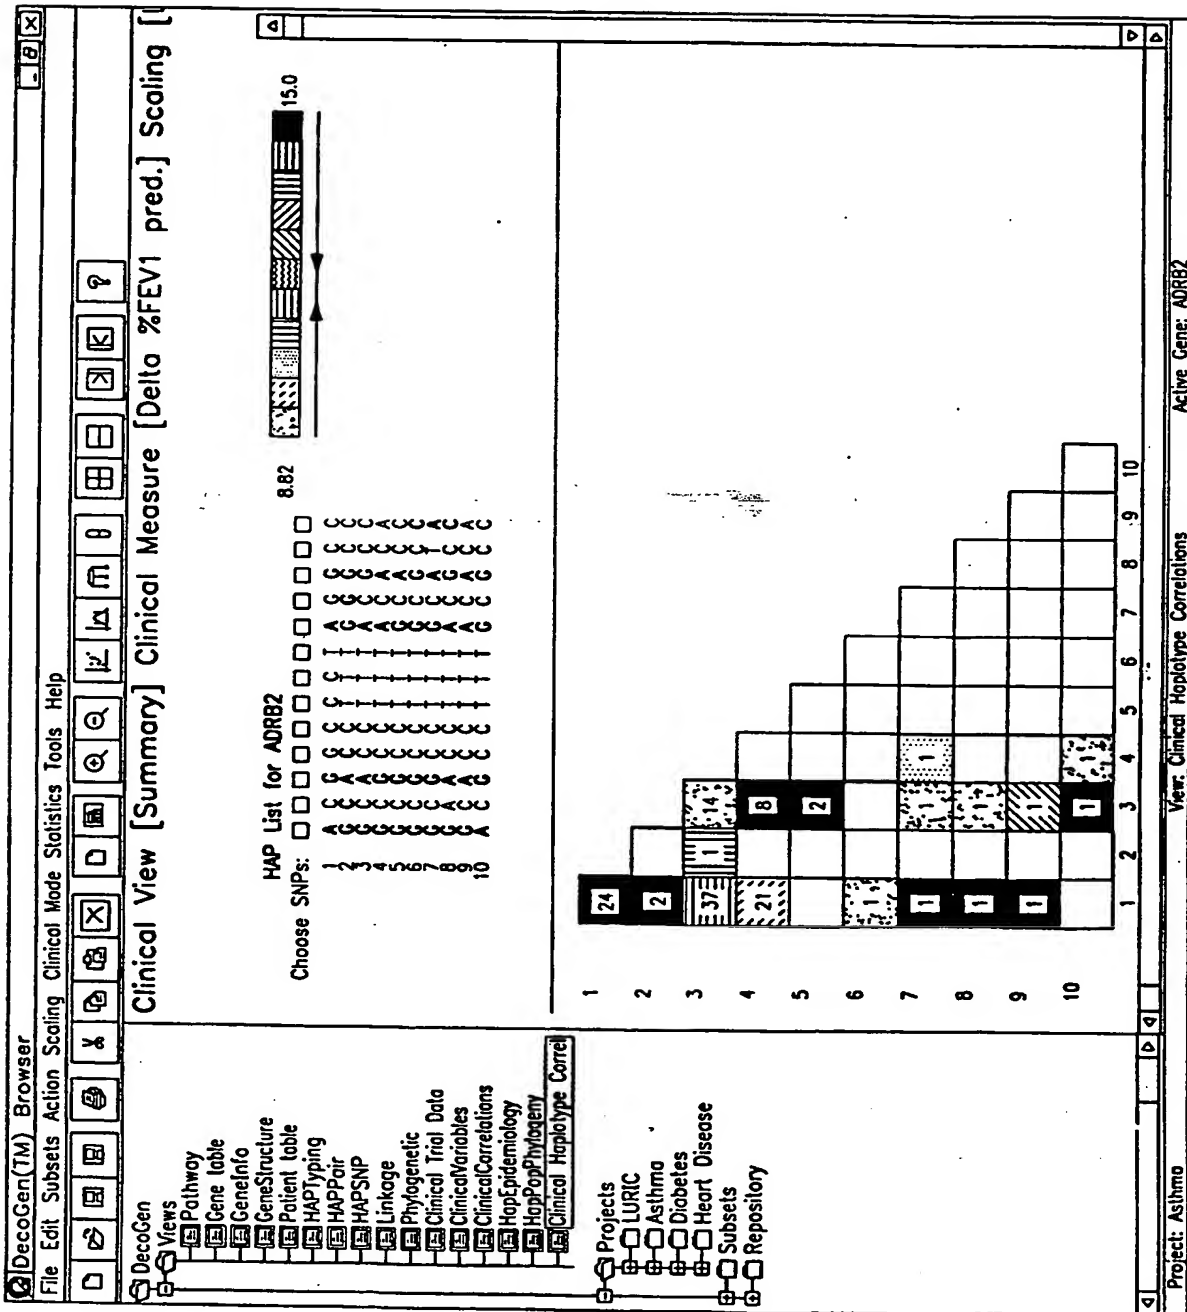 DecoGen(TM) Browser
File Edit Subsets Action Scaling Clinical Mode Statistics Tools Help
DecoGen
Views
Pathway
Gene table
GeneInfo
GeneStructure
Patient table
HAPTyping
HAPPair
HAPSNP
Linkage
Phylogenetic
Clinical Trial Data
ClinicalVariables
ClinicalCorrelations
HapEpidemiology
HapPopPhylogeny
Clinical Haplotype Correl
Projects
LURIC
Asthma
Diabetes
Heart Disease
Subsets
Repository
Clinical View [Summary] Clinical Measure [Delta %FEV1 pred.] Scaling
HAP List for ADRB2
Choose SNPs:
1
2
3
4
5
6
7
8
9
10
8.82 15.0
1 24
2 2
3 37 1 14
4 21 8
5 2
6 1
7 1 1 1
8 1 1
9 1 1
10 1 1
1 2 3 4 5 6 7 8 9 10
Project: Asthma View: Clinical Haplotype Correlations Active Gene: ADRB2